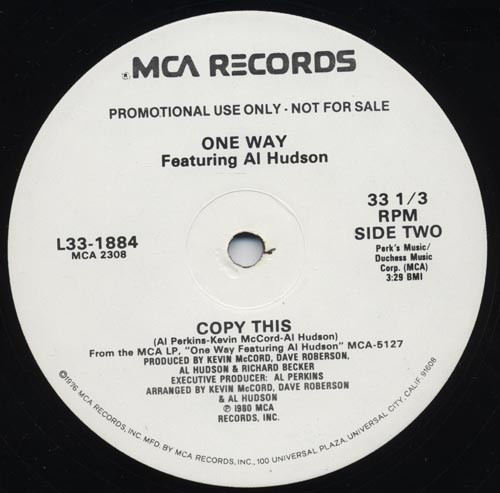 MCA RECORDS
PROMOTIONAL USE ONLY - NOT FOR SALE
ONE WAY
Featuring Al Hudson
L33-1884
MCA 2308
33 1/3
RPM
SIDE TWO
Perk's Music/
Duchess Music
Corp. (MCA)
3:29 BMI
COPY THIS
(Al Perkins-Kevin McCord-Al Hudson)
From the MCA LP, "One Way Featuring Al Hudson" MCA-5127
PRODUCED BY KEVIN McCORD, DAVE ROBERSON,
AL HUDSON & RICHARD BECKER
EXECUTIVE PRODUCER: AL PERKINS
ARRANGED BY KEVIN McCORD, DAVE ROBERSON
& AL HUDSON
℗ 1980 MCA
RECORDS, INC.
©1976 MCA RECORDS, INC. MFD. BY MCA RECORDS, INC., 100 UNIVERSAL PLAZA, UNIVERSAL CITY, CALIF. 91608